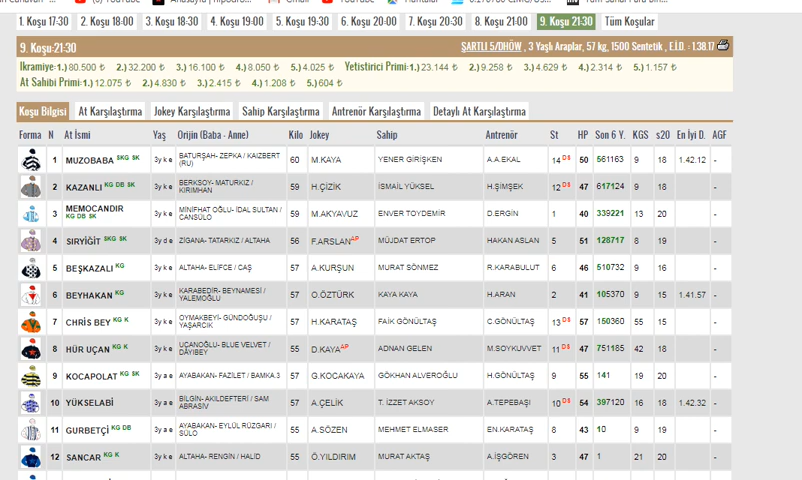 1. Koşu 17:30 2. Koşu 18:00 3. Koşu 18:30 4. Koşu 19:00 5. Koşu 19:30 6. Koşu 20:00 7. Koşu 20:30 8. Koşu 21:00 9. Koşu 21:30 Tüm Koşular
9. Koşu-21:30 ŞARTLI 5/DHÖW , 3 Yaşlı Araplar, 57 kg, 1500 Sentetik , E.İ.D. : 1.38.17
Ikramiye: 1.) 80.500 ₺ 2.) 32.200 ₺ 3.) 16.100 ₺ 4.) 8.050 ₺ 5.) 4.025 ₺ Yetistirici Primi: 1.) 23.144 ₺ 2.) 9.258 ₺ 3.) 4.629 ₺ 4.) 2.314 ₺ 5.) 1.157 ₺
At Sahibi Primi: 1.) 12.075 ₺ 2.) 4.830 ₺ 3.) 2.415 ₺ 4.) 1.208 ₺ 5.) 604 ₺
Koşu Bilgisi At Karşılaştırma Jokey Karşılaştırma Sahip Karşılaştırma Antrenör Karşılaştırma Detaylı At Karşılaştırma
Forma N At İsmi Yaş Orijin (Baba - Anne) Kilo Jokey Sahip Antrenör St HP Son 6 Y. KGS s20 En İyi D. AGF
1 MUZOBABA SKG SK 3y k e BATURŞAH- ZEPKA / KAIZBERT (RU) 60 M.KAYA YENER GİRİŞKEN A.A.EKAL 14 DS 50 561163 9 18 1.42.12 -
2 KAZANLI KG DB SK 3y k e BERKSOY- MATURKIZ / KIRIMHAN 59 H.ÇİZİK İSMAİL YÜKSEL H.ŞİMŞEK 12 DS 47 617124 9 18 -
3 MEMOCANDIR KG DB SK 3y k e MİNİFHAT OĞLU- İDAL SULTAN / CANSÜLO 59 M.AKYAVUZ ENVER TOYDEMİR D.ERGİN 1 40 339221 13 20 -
4 SIRYİĞİT SKG SK 3y d e ZİGANA- TATARKIZ / ALTAHA 56 F.ARSLAN AP MÜJDAT ERTOP HAKAN ASLAN 5 51 128717 8 19 -
5 BEŞKAZALI KG 3y k e ALTAHA- ELİFCE / CAŞ 57 A.KURŞUN MURAT SÖNMEZ R.KARABULUT 6 46 510732 9 16 -
6 BEYHAKAN KG 3y k e KARABEDİR- BEYNAMESİ / YALEMOĞLU 57 O.ÖZTÜRK KAYA KAYA H.ARAN 2 41 105370 9 15 1.41.57 -
7 CHRİS BEY KG K 3y k e OYMAKBEYİ- GÜNDOĞUŞU / YAŞARCIK 57 H.KARATAŞ FAİK GÖNÜLTAŞ C.GÖNÜLTAŞ 13 DS 57 150360 55 15 -
8 HÜR UÇAN KG K 3y k e UÇANOĞLU- BLUE VELVET / DAYIBEY 55 D.KAYA AP ADNAN GELEN M.SOYKUVVET 11 DS 47 751185 42 18 -
9 KOCAPOLAT KG SK 3y a e AYABAKAN- FAZİLET / BAMKA.3 57 G.KOCAKAYA GÖKHAN ALVEROĞLU H.GÖNÜLTAŞ 9 55 141 19 20 -
10 YÜKSELABİ 3y a e BİLGİN- AKILDEFTERİ / SAM ABRASIV 57 A.ÇELİK T. İZZET AKSOY A.TEPEBAŞI 10 DS 54 397120 16 18 1.42.32 -
11 GURBETÇİ KG DB 3y a e AYABAKAN- EYLÜL RÜZGARI / SÜLO 55 A.SÖZEN MEHMET ELMASER EN.KARATAŞ 8 43 10 9 19 -
12 SANCAR KG K 3y k e ALTAHA- RENGİN / HALİD 55 Ö.YILDIRIM MURAT AKTAŞ A.İŞGÖREN 3 47 1 21 20 -